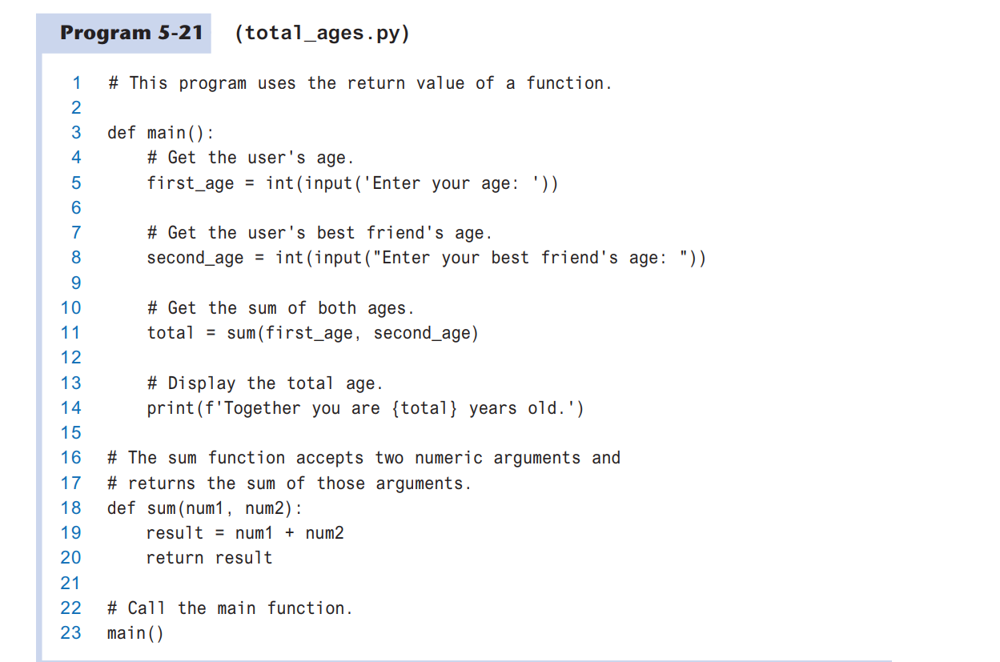 Program 5-21 (total_ages.py)
1 # This program uses the return value of a function.
2
3 def main():
4     # Get the user's age.
5     first_age = int(input('Enter your age: '))
6
7     # Get the user's best friend's age.
8     second_age = int(input("Enter your best friend's age: "))
9
10     # Get the sum of both ages.
11     total = sum(first_age, second_age)
12
13     # Display the total age.
14     print(f'Together you are {total} years old.')
15
16 # The sum function accepts two numeric arguments and
17 # returns the sum of those arguments.
18 def sum(num1, num2):
19     result = num1 + num2
20     return result
21
22 # Call the main function.
23 main()